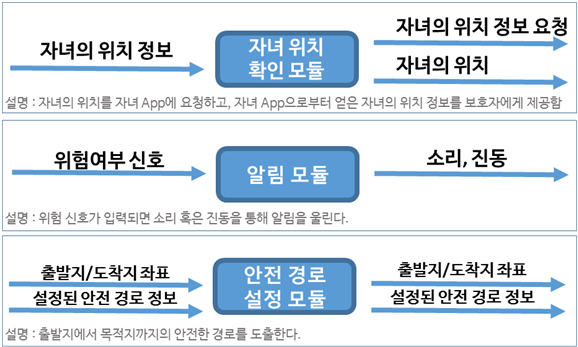 자녀의 위치 정보
자녀 위치
확인 모듈
자녀의 위치 정보 요청
자녀의 위치
설명 : 자녀의 위치를 자녀 App에 요청하고, 자녀 App으로부터 얻은 자녀의 위치 정보를 보호자에게 제공함
위험여부 신호
알림 모듈
소리, 진동
설명 : 위험 신호가 입력되면 소리 혹은 진동을 통해 알림을 울린다.
출발지/도착지 좌표
설정된 안전 경로 정보
안전 경로
설정 모듈
출발지/도착지 좌표
설정된 안전 경로 정보
설명 : 출발지에서 목적지까지의 안전한 경로를 도출한다.